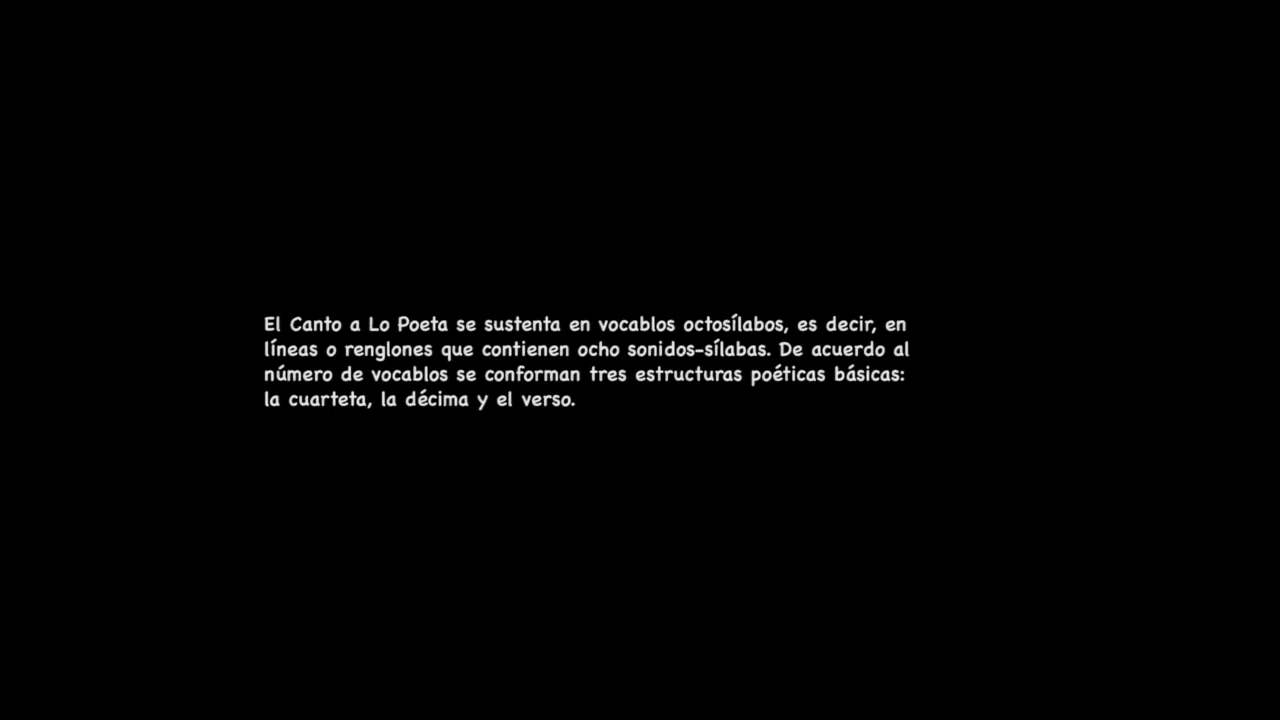 El Canto a Lo Poeta se sustenta en vocablos octosílabos, es decir, en
líneas o renglones que contienen ocho sonidos-sílabas. De acuerdo al
número de vocablos se conforman tres estructuras poéticas básicas:
la cuarteta, la décima y el verso.